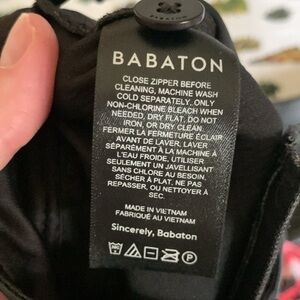 BABATON
CLOSE ZIPPER BEFORE
CLEANING, MACHINE WASH
COLD SEPARATELY, ONLY
NON-CHLORINE BLEACH WHEN
NEEDED, DRY FLAT, DO NOT
IRON, OR DRY CLEAN.
FERMER LA FERMETURE ÉCLAIR
AVANT DE LAVER, LAVER
SÉPARÉMENT À LA MACHINE À
L'EAU FROIDE, UTILISER
SEULEMENT UN JAVELLISANT
SANS CHLORE AU BESOIN,
SÉCHER À PLAT, NE PAS
REPASSER, OU NETTOYER À
SEC.
MADE IN VIETNAM
FABRIQUÉ AU VIETNAM
Sincerely, Babaton
P